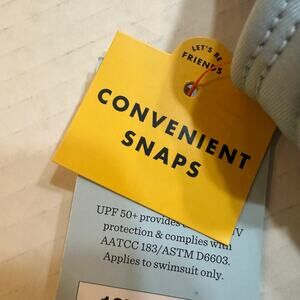 LET'S BE
FRIENDS
CONVENIENT
SNAPS
UPF 50+ provides
protection & complies with
AATCC 183/ASTM D6603.
Applies to swimsuit only.